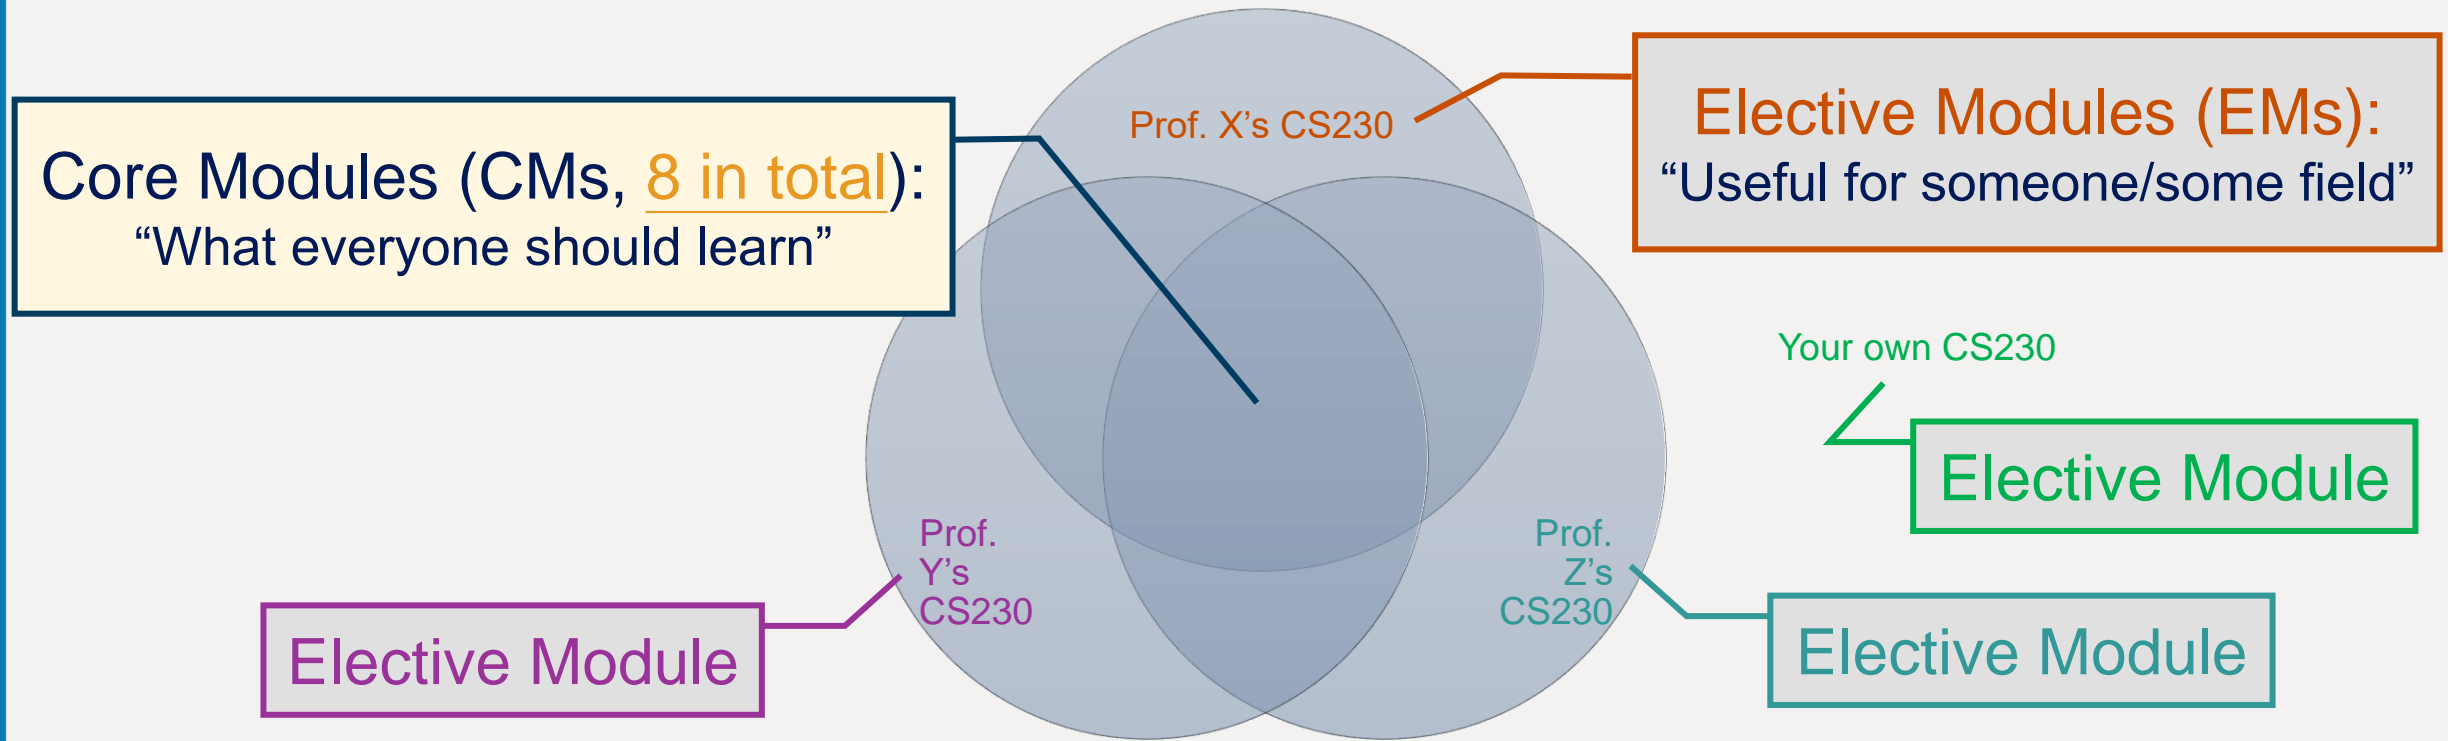 Core Modules (CMs, 8 in total):
“What everyone should learn”
Prof. X’s CS230
Elective Modules (EMs):
“Useful for someone/some field”
Your own CS230
Elective Module
Prof.
Y’s
CS230
Elective Module
Prof.
Z’s
CS230
Elective Module